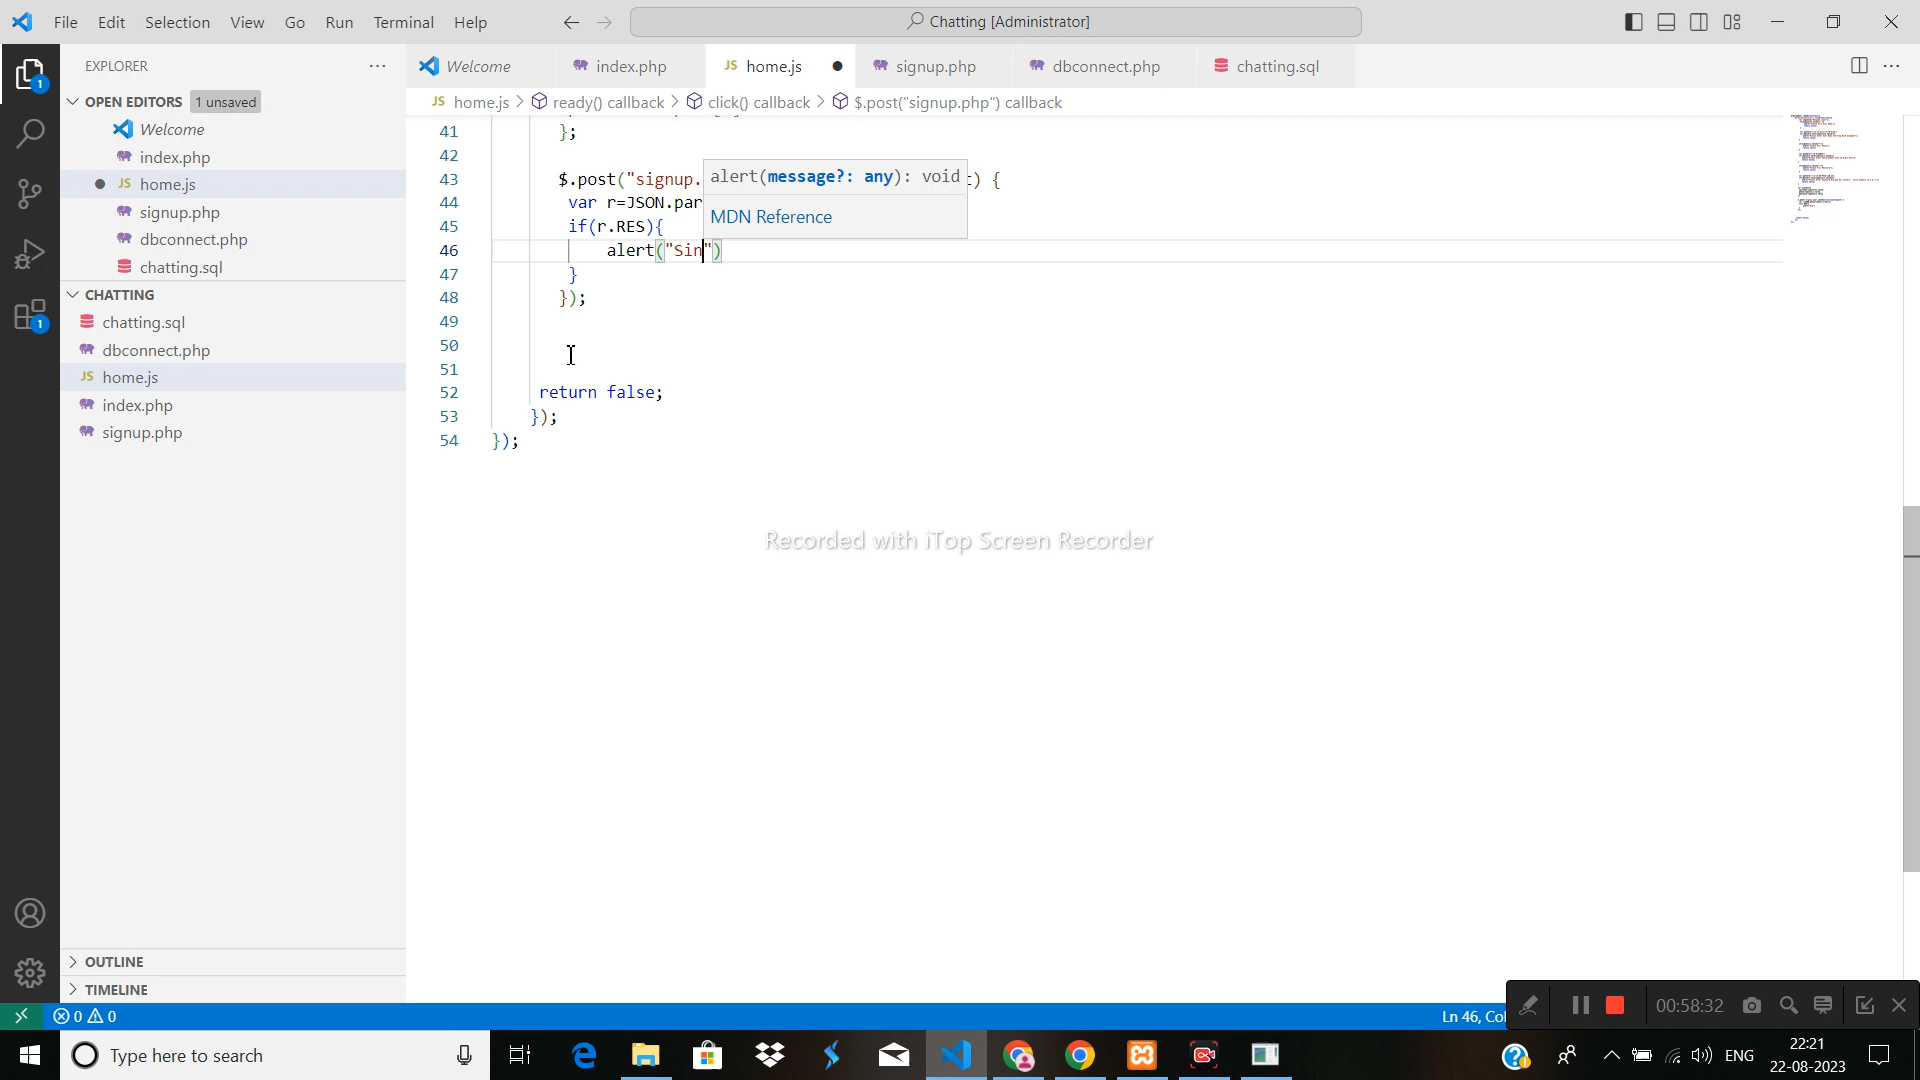 File Edit Selection View Go Run Terminal Help
Chatting [Administrator]
EXPLORER
Welcome index.php home.js signup.php dbconnect.php chatting.sql
OPEN EDITORS 1 unsaved
JS home.js > ready() callback > click() callback > $.post("signup.php") callback
Welcome
index.php
JS home.js
signup.php
dbconnect.php
chatting.sql
CHATTING
chatting.sql
dbconnect.php
JS home.js
index.php
signup.php
41 };
42
43 $.post("signup. ) {
44 var r=JSON.par
45 if(r.RES){
46 alert("Sin")
47 }
48 });
49
50
51
52 return false;
53 });
54 });
alert(message?: any): void
MDN Reference
Recorded with iTop Screen Recorder
OUTLINE
TIMELINE
0 0
Ln 46, Co
00:58:32
Type here to search
ENG
22:21
22-08-2023